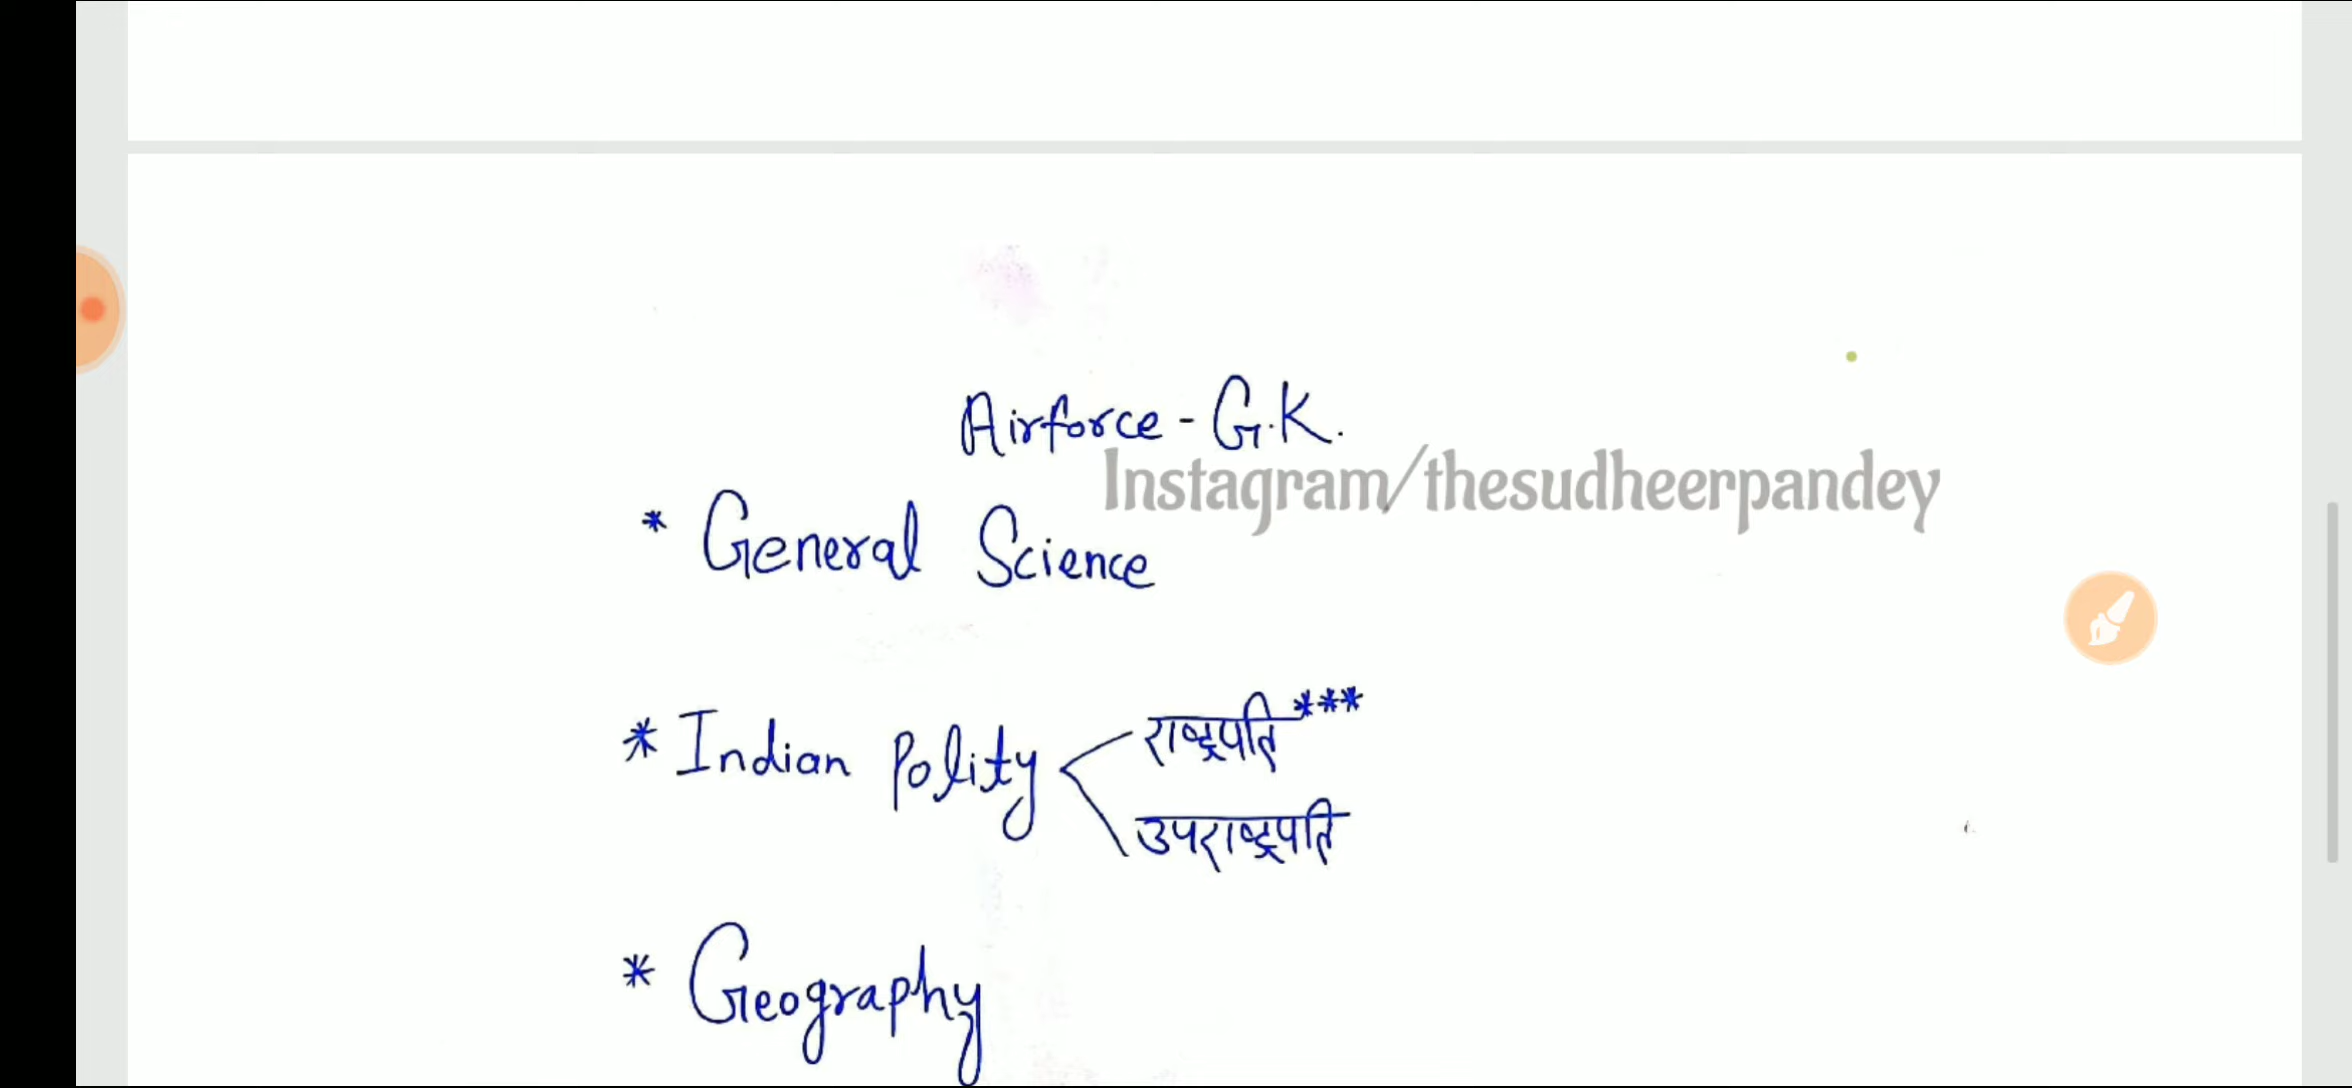 Airforce - G.K.
Instagram/thesudheerpandey
* General Science
* Indian Polity < राष्ट्रपति ***
उपराष्ट्रपति
* Geography